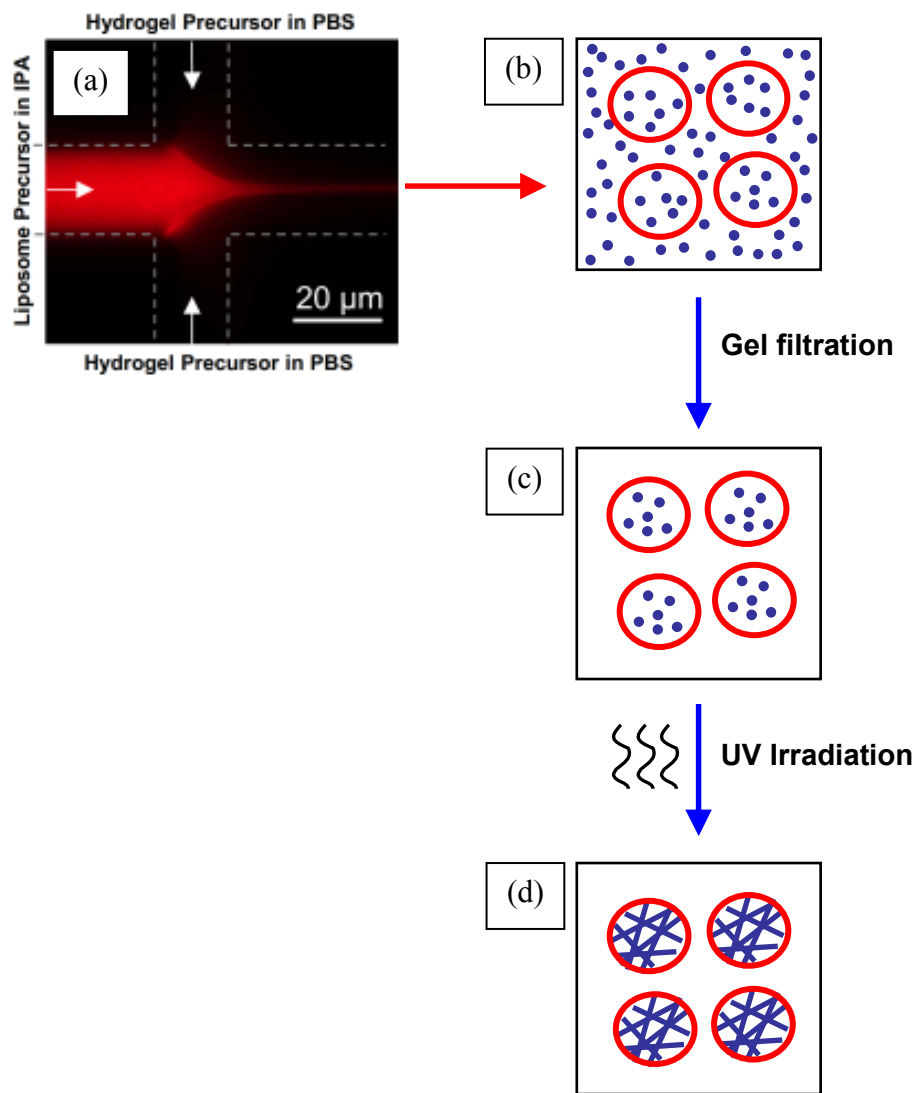 Hydrogel Precursor in PBS
(a)
Liposome Precursor in IPA
20 µm
Hydrogel Precursor in PBS
(b)
Gel filtration
(c)
UV Irradiation
(d)